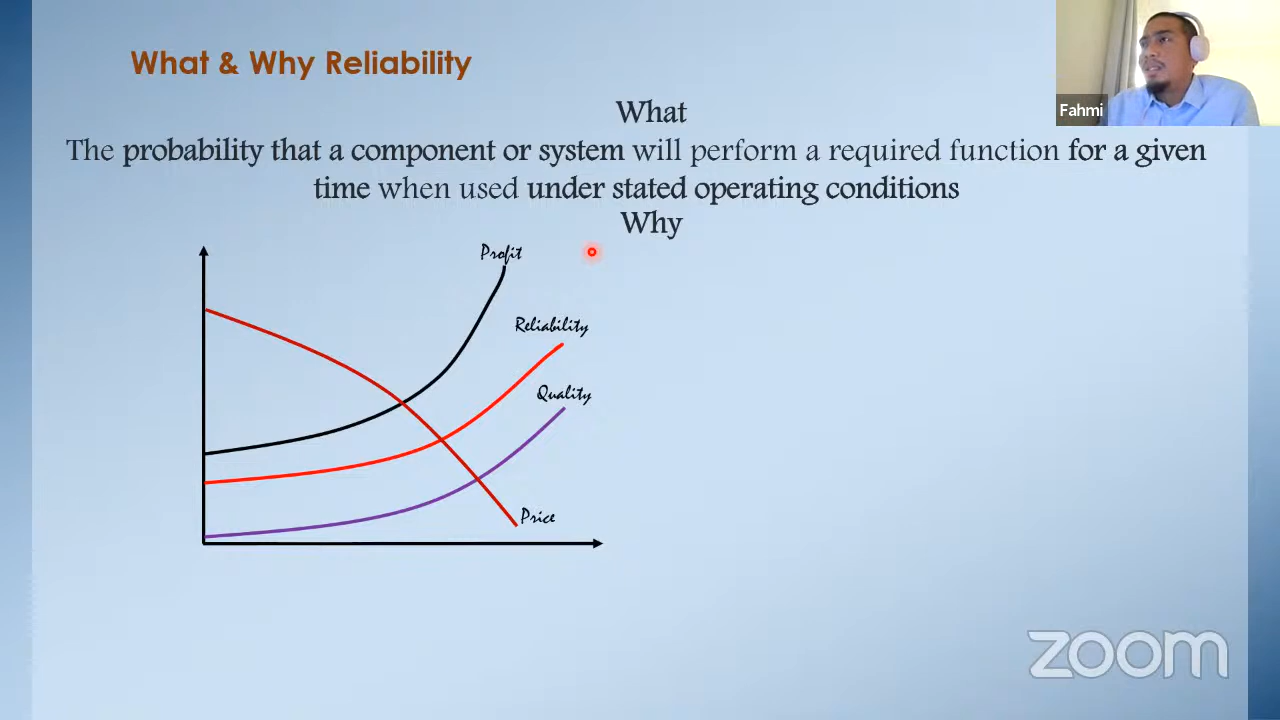 What & Why Reliability
Fahmi
What
The probability that a component or system will perform a required function for a given
time when used under stated operating conditions
Why
Profit
Reliability
Quality
Price
zoom